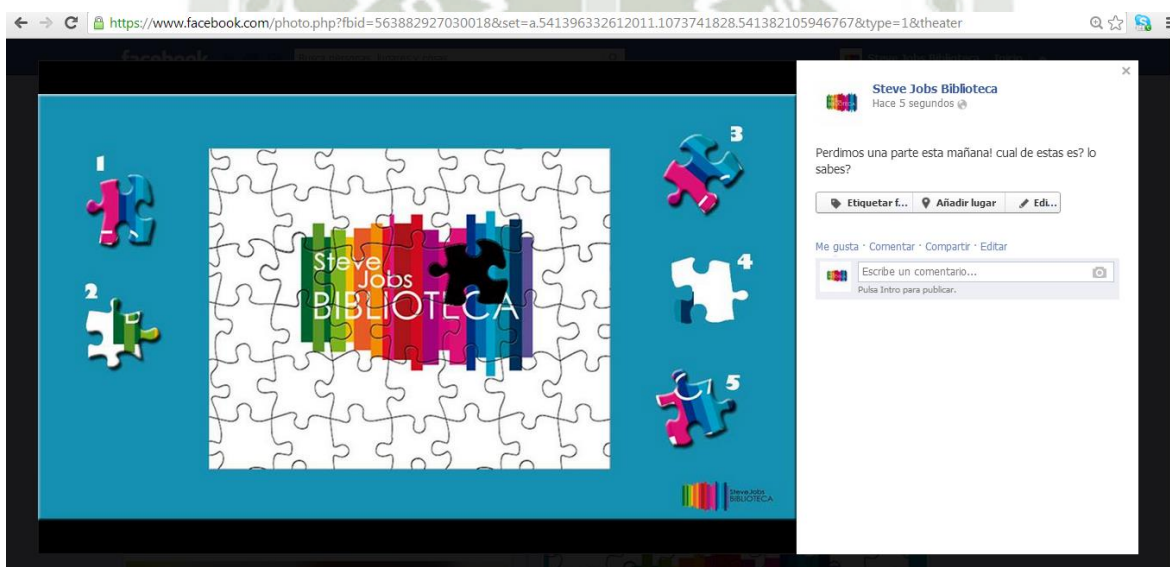 https://www.facebook.com/photo.php?fbid=563882927030018&set=a.541396332612011.1073741828.541382105946767&type=1&theater
facebook
Steve Jobs Biblioteca
Hace 5 segundos
Perdimos una parte esta mañana! cual de estas es? lo
sabes?
Etiquetar f... Añadir lugar Edi...
Me gusta · Comentar · Compartir · Editar
Escribe un comentario...
Pulsa Intro para publicar.
1
2
3
4
5
Steve
Jobs
BIBLIOTECA
Steve Jobs
BIBLIOTECA